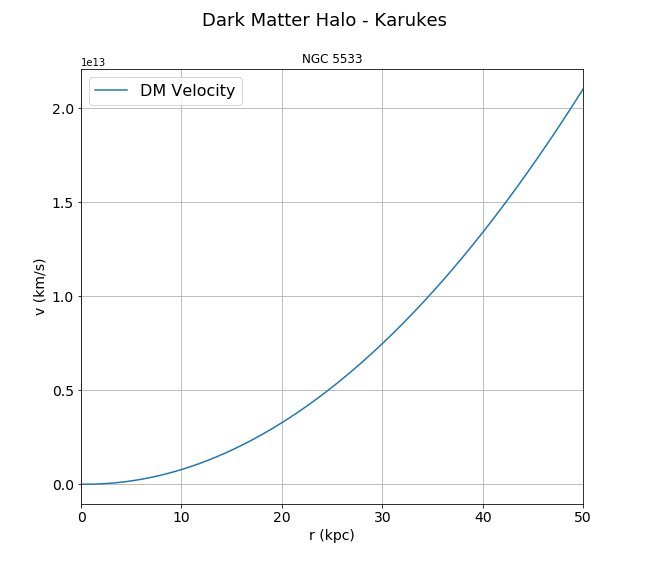 Dark Matter Halo - Karukes
NGC 5533
1e13
DM Velocity
2.0
1.5
1.0
0.5
0.0
v (km/s)
0 10 20 30 40 50
r (kpc)